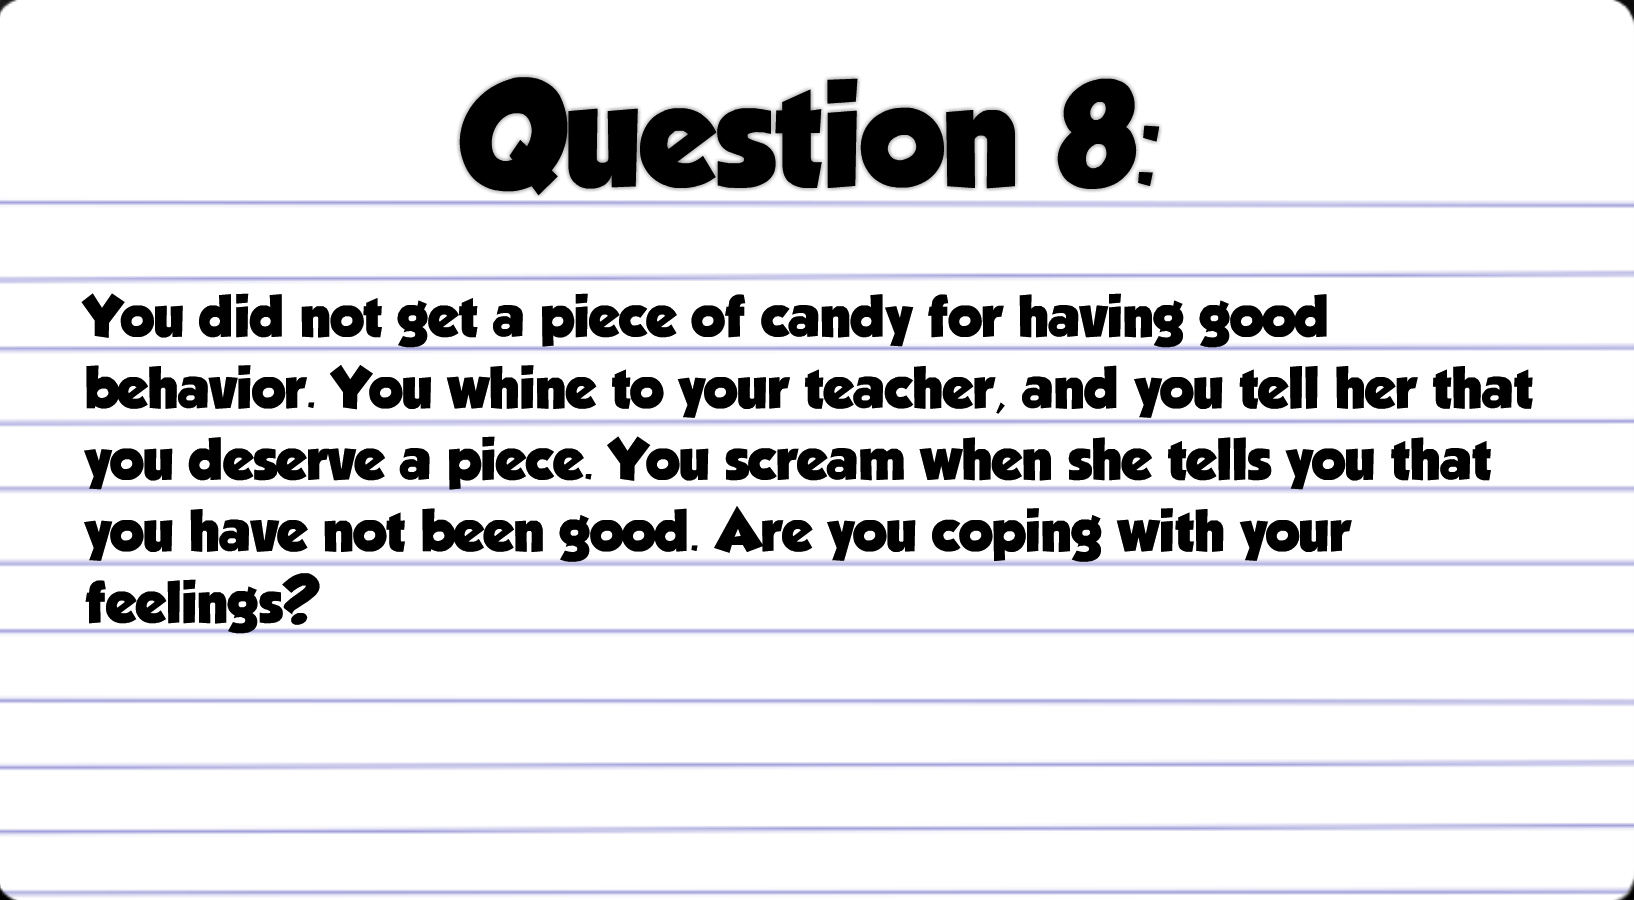 Question 8:
You did not get a piece of candy for having good
behavior. You whine to your teacher, and you tell her that
you deserve a piece. You scream when she tells you that
you have not been good. Are you coping with your
feelings?